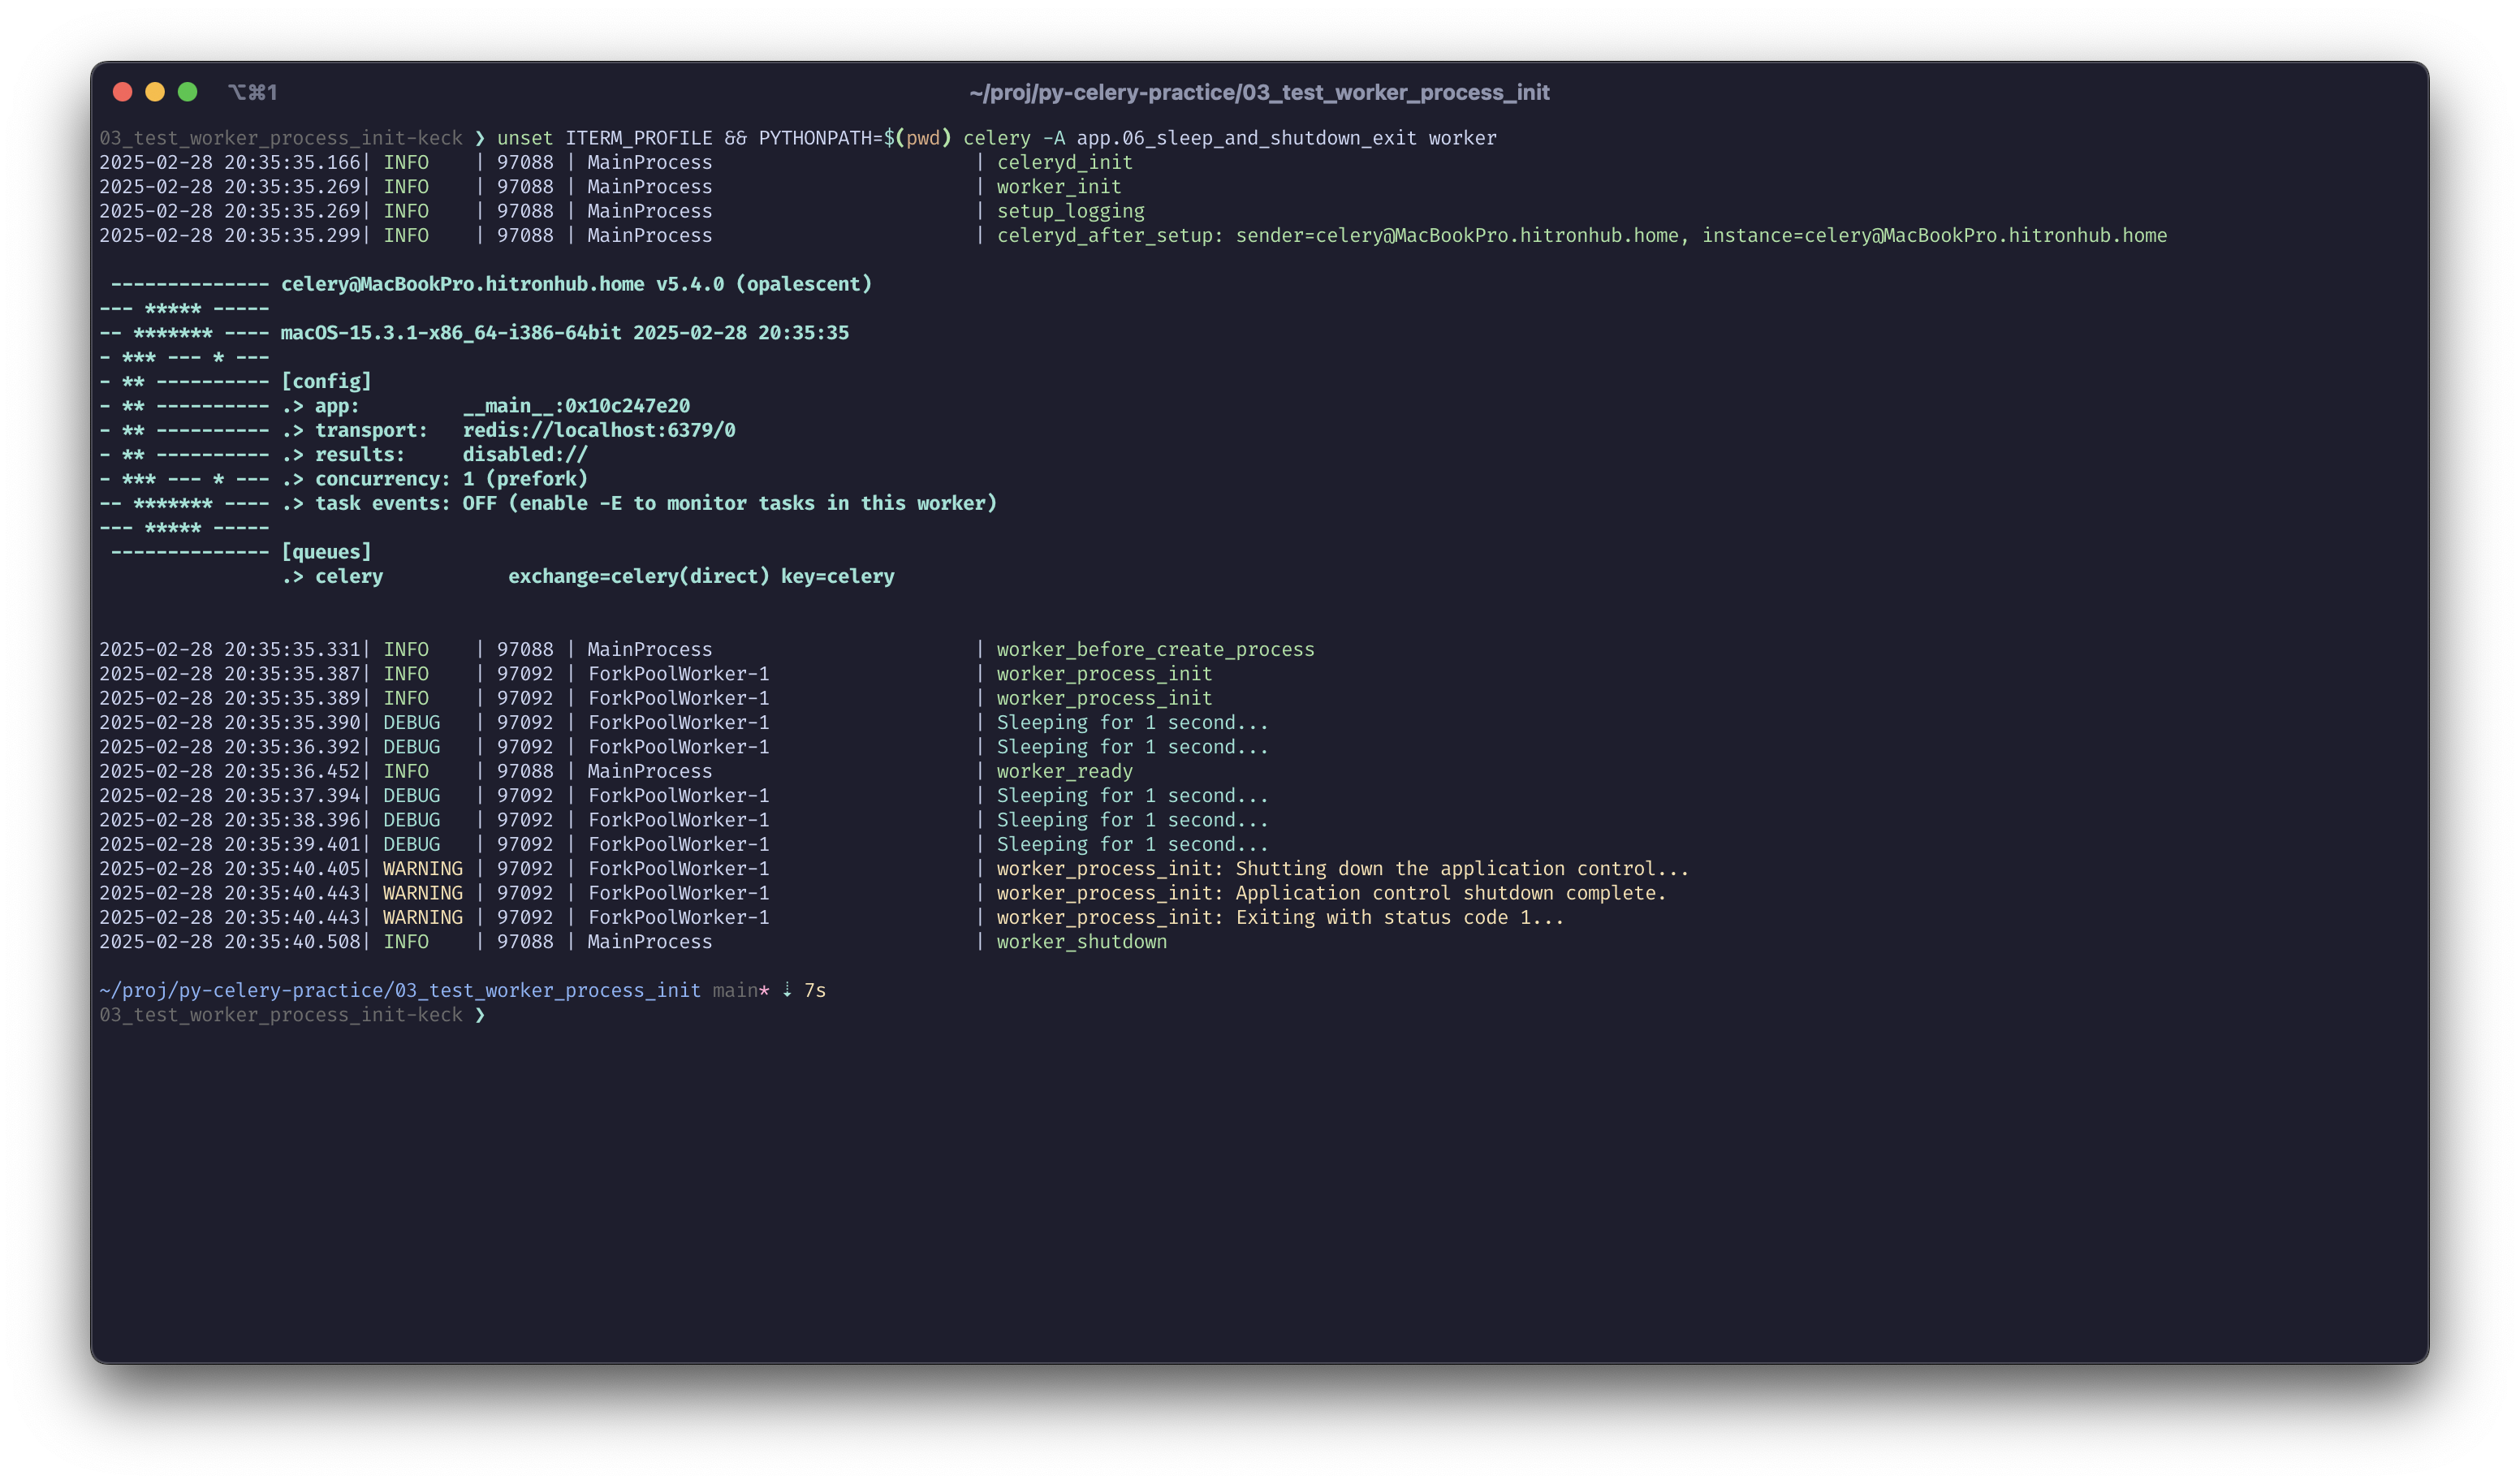 ⌥⌘1
~/proj/py-celery-practice/03_test_worker_process_init
03_test_worker_process_init-keck ❯ unset ITERM_PROFILE && PYTHONPATH=$(pwd) celery -A app.06_sleep_and_shutdown_exit worker
2025-02-28 20:35:35.166| INFO    | 97088 | MainProcess                       | celeryd_init
2025-02-28 20:35:35.269| INFO    | 97088 | MainProcess                       | worker_init
2025-02-28 20:35:35.269| INFO    | 97088 | MainProcess                       | setup_logging
2025-02-28 20:35:35.299| INFO    | 97088 | MainProcess                       | celeryd_after_setup: sender=celery@MacBookPro.hitronhub.home, instance=celery@MacBookPro.hitronhub.home
 -------------- celery@MacBookPro.hitronhub.home v5.4.0 (opalescent)
--- ***** -----
-- ******* ---- macOS-15.3.1-x86_64-i386-64bit 2025-02-28 20:35:35
- *** --- * ---
- ** ---------- [config]
- ** ---------- .> app:         __main__:0x10c247e20
- ** ---------- .> transport:   redis://localhost:6379/0
- ** ---------- .> results:     disabled://
- *** --- * --- .> concurrency: 1 (prefork)
-- ******* ---- .> task events: OFF (enable -E to monitor tasks in this worker)
--- ***** -----
 -------------- [queues]
                .> celery           exchange=celery(direct) key=celery
2025-02-28 20:35:35.331| INFO    | 97088 | MainProcess                       | worker_before_create_process
2025-02-28 20:35:35.387| INFO    | 97092 | ForkPoolWorker-1                  | worker_process_init
2025-02-28 20:35:35.389| INFO    | 97092 | ForkPoolWorker-1                  | worker_process_init
2025-02-28 20:35:35.390| DEBUG   | 97092 | ForkPoolWorker-1                  | Sleeping for 1 second...
2025-02-28 20:35:36.392| DEBUG   | 97092 | ForkPoolWorker-1                  | Sleeping for 1 second...
2025-02-28 20:35:36.452| INFO    | 97088 | MainProcess                       | worker_ready
2025-02-28 20:35:37.394| DEBUG   | 97092 | ForkPoolWorker-1                  | Sleeping for 1 second...
2025-02-28 20:35:38.396| DEBUG   | 97092 | ForkPoolWorker-1                  | Sleeping for 1 second...
2025-02-28 20:35:39.401| DEBUG   | 97092 | ForkPoolWorker-1                  | Sleeping for 1 second...
2025-02-28 20:35:40.405| WARNING | 97092 | ForkPoolWorker-1                  | worker_process_init: Shutting down the application control...
2025-02-28 20:35:40.443| WARNING | 97092 | ForkPoolWorker-1                  | worker_process_init: Application control shutdown complete.
2025-02-28 20:35:40.443| WARNING | 97092 | ForkPoolWorker-1                  | worker_process_init: Exiting with status code 1...
2025-02-28 20:35:40.508| INFO    | 97088 | MainProcess                       | worker_shutdown
~/proj/py-celery-practice/03_test_worker_process_init main* ⇣ 7s
03_test_worker_process_init-keck ❯